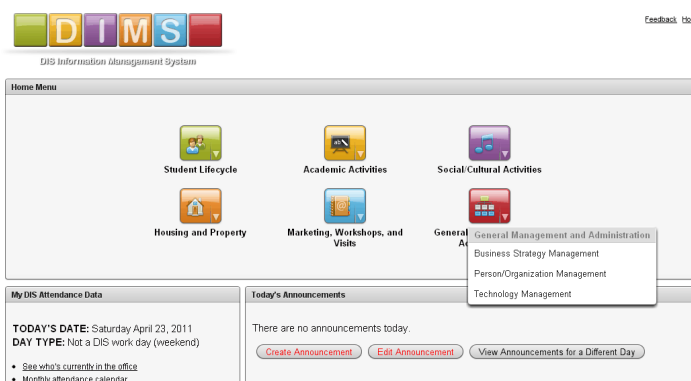 Feedback Ho
DIMS
DIS Information Management System
Home Menu
Student Lifecycle
Academic Activities
Social/Cultural Activities
Housing and Property
Marketing, Workshops, and
Visits
General
A
General Management and Administration
Business Strategy Management
Person/Organization Management
Technology Management
My DIS Attendance Data
TODAY'S DATE: Saturday April 23, 2011
DAY TYPE: Not a DIS work day (weekend)
See who's currently in the office
Monthly attendance calendar
Today's Announcements
There are no announcements today.
Create Announcement Edit Announcement View Announcements for a Different Day